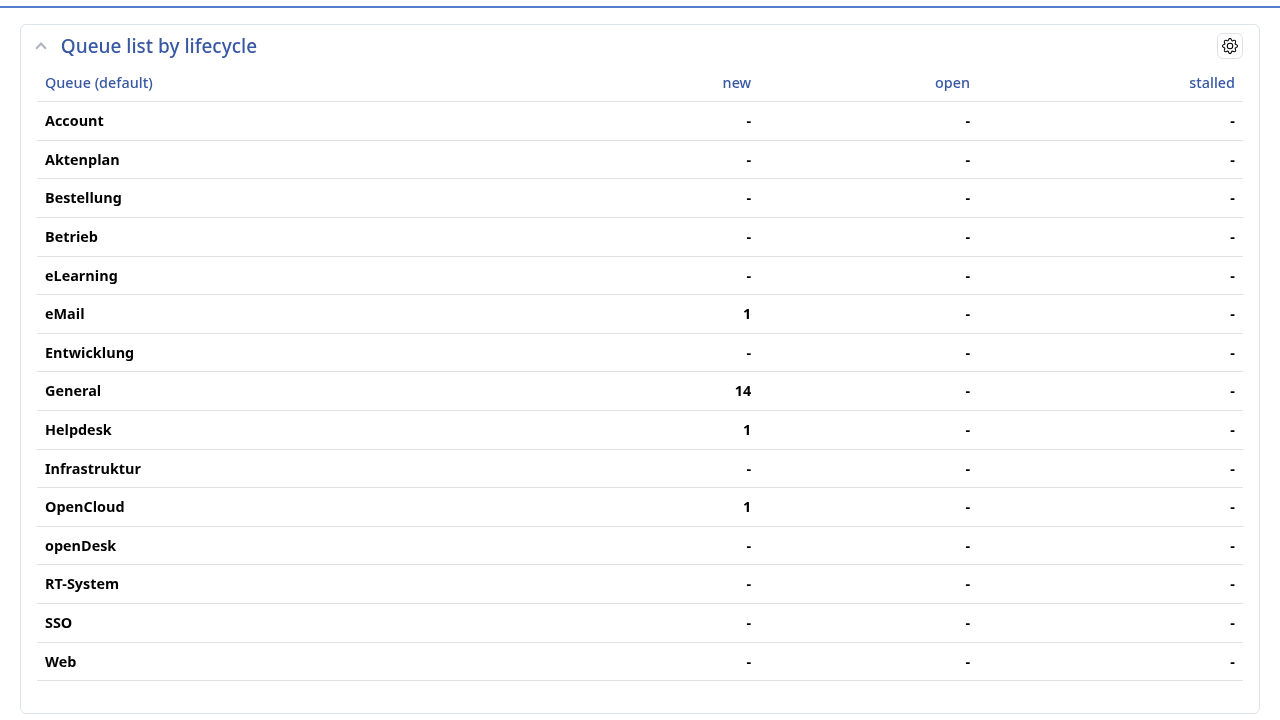 Queue list by lifecycle
Queue (default) new open stalled
Account - - -
Aktenplan - - -
Bestellung - - -
Betrieb - - -
eLearning - - -
eMail 1 - -
Entwicklung - - -
General 14 - -
Helpdesk 1 - -
Infrastruktur - - -
OpenCloud 1 - -
openDesk - - -
RT-System - - -
SSO - - -
Web - - -